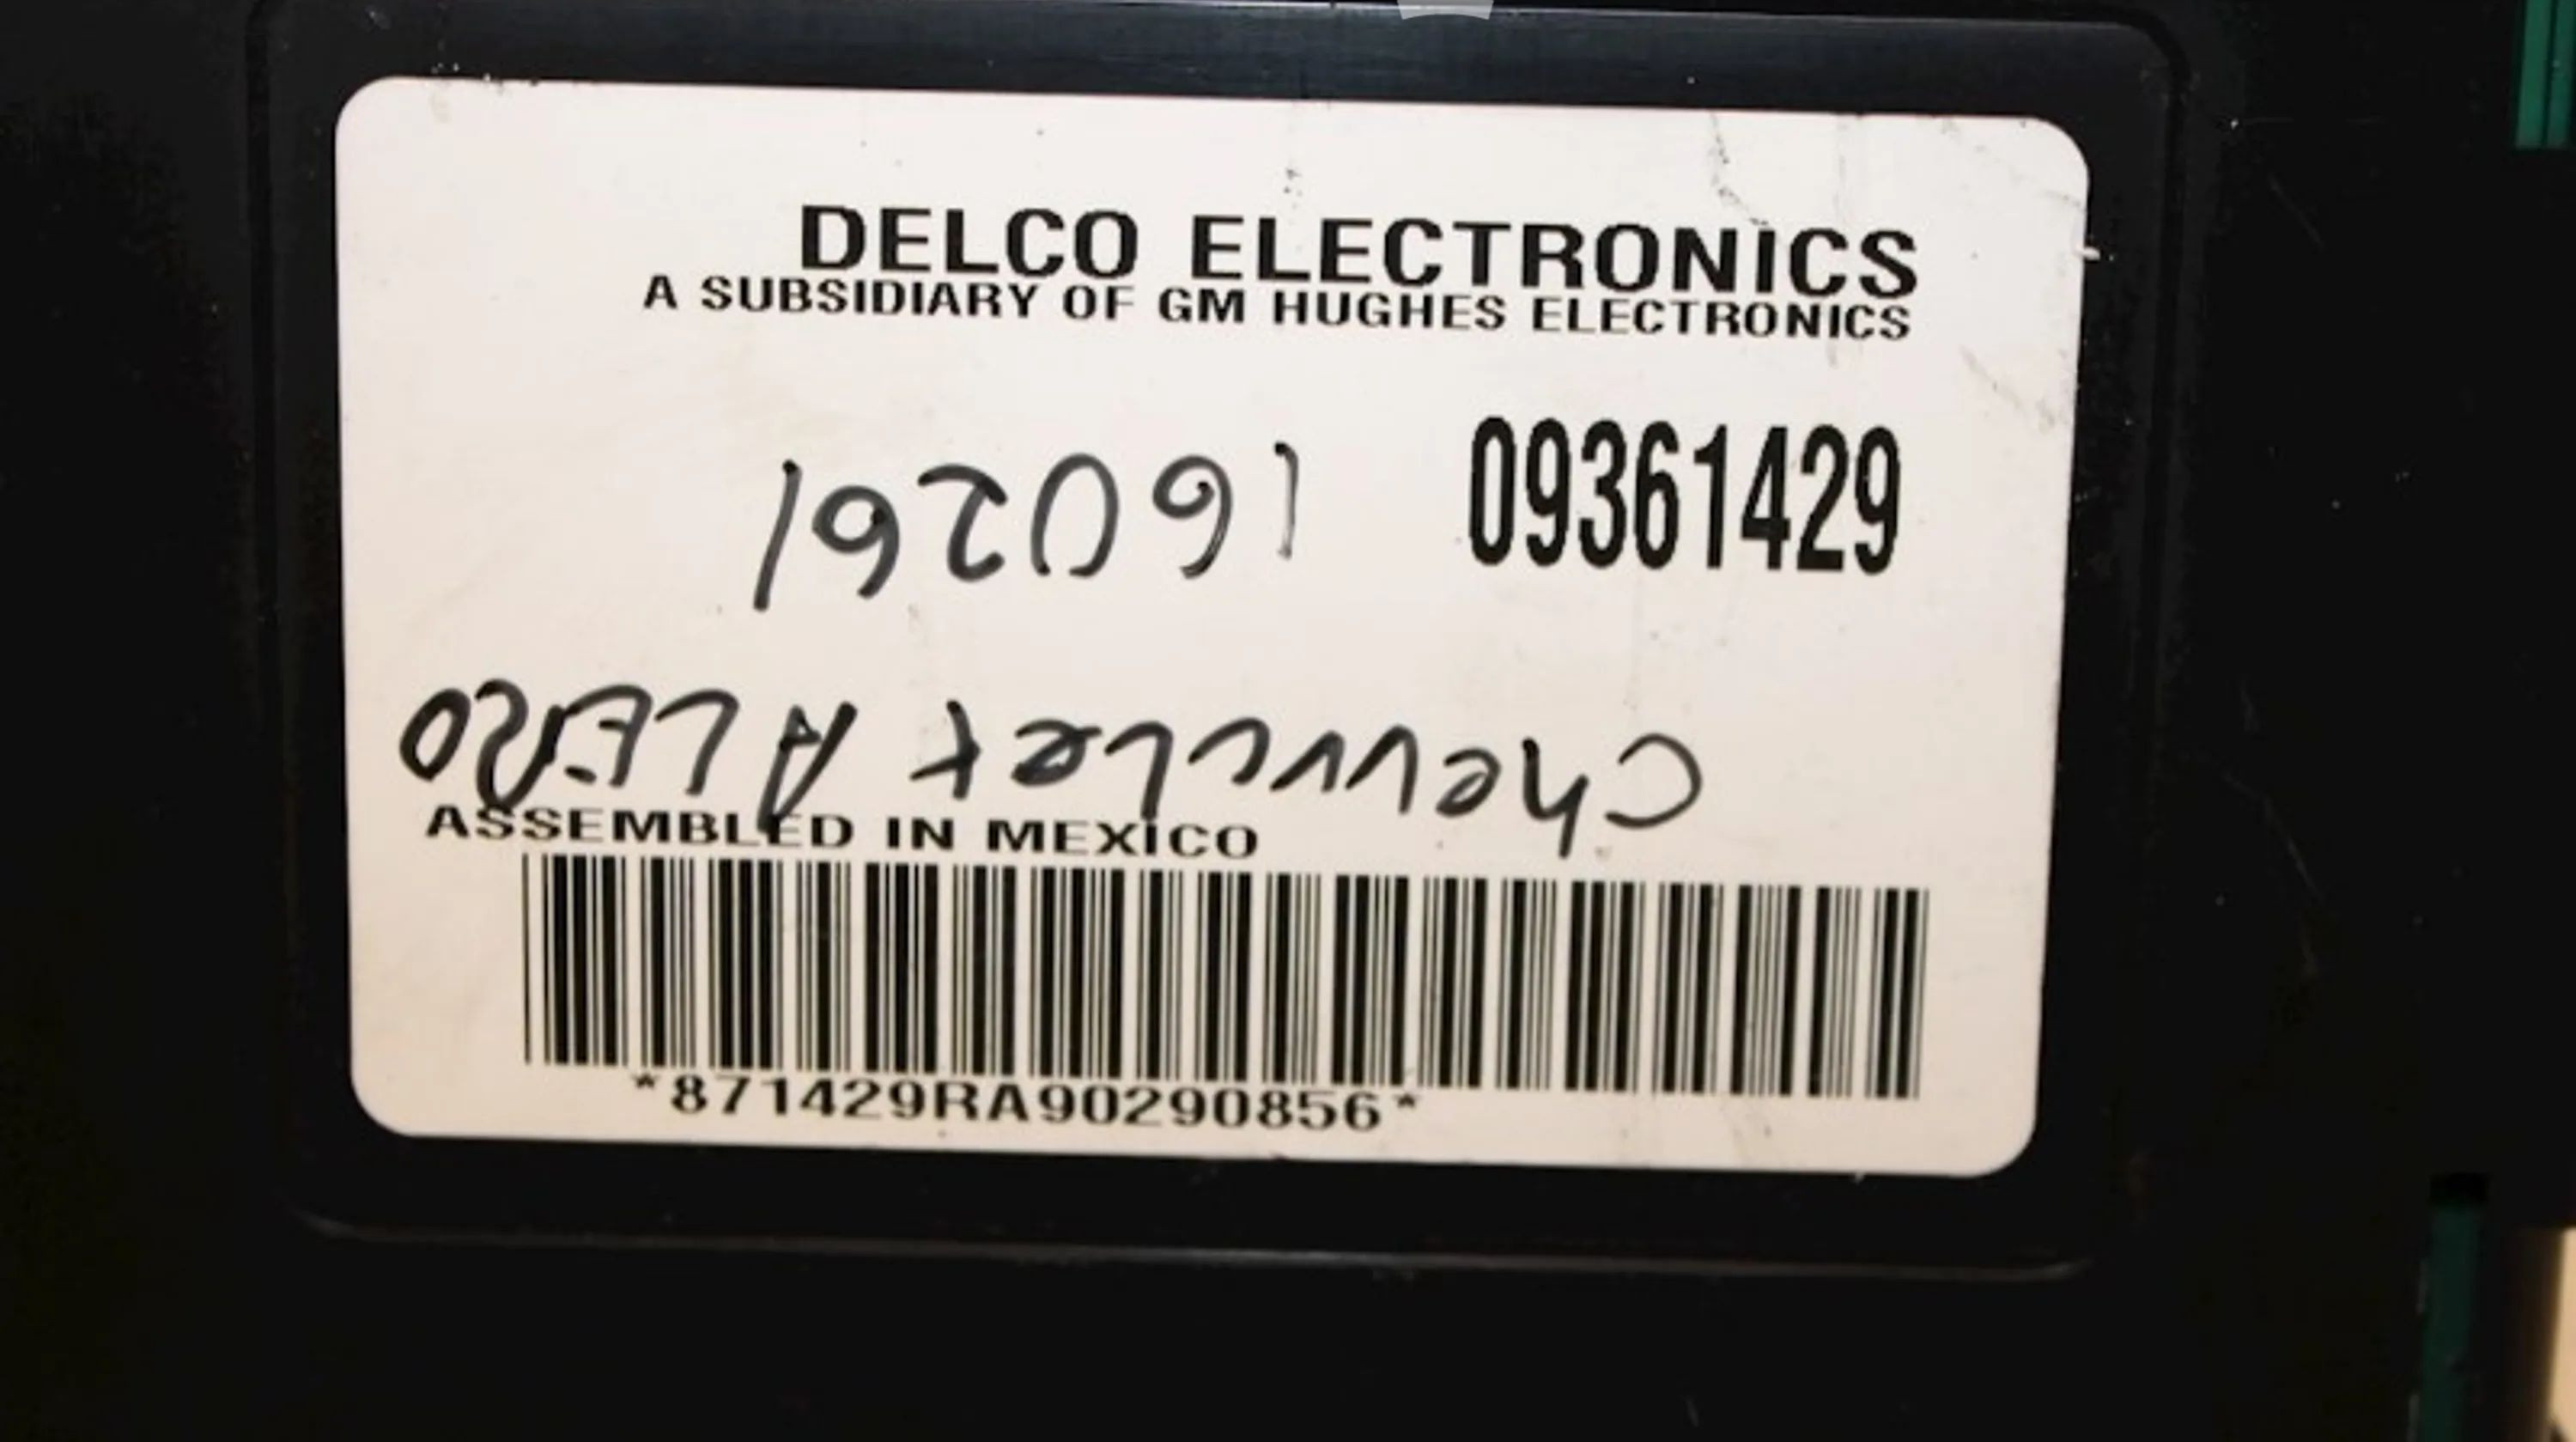 DELCO ELECTRONICS
A SUBSIDIARY OF GM HUGHES ELECTRONICS
09361429
160261
Chevrolet ALERO
ASSEMBLED IN MEXICO
*871429RA90290856*